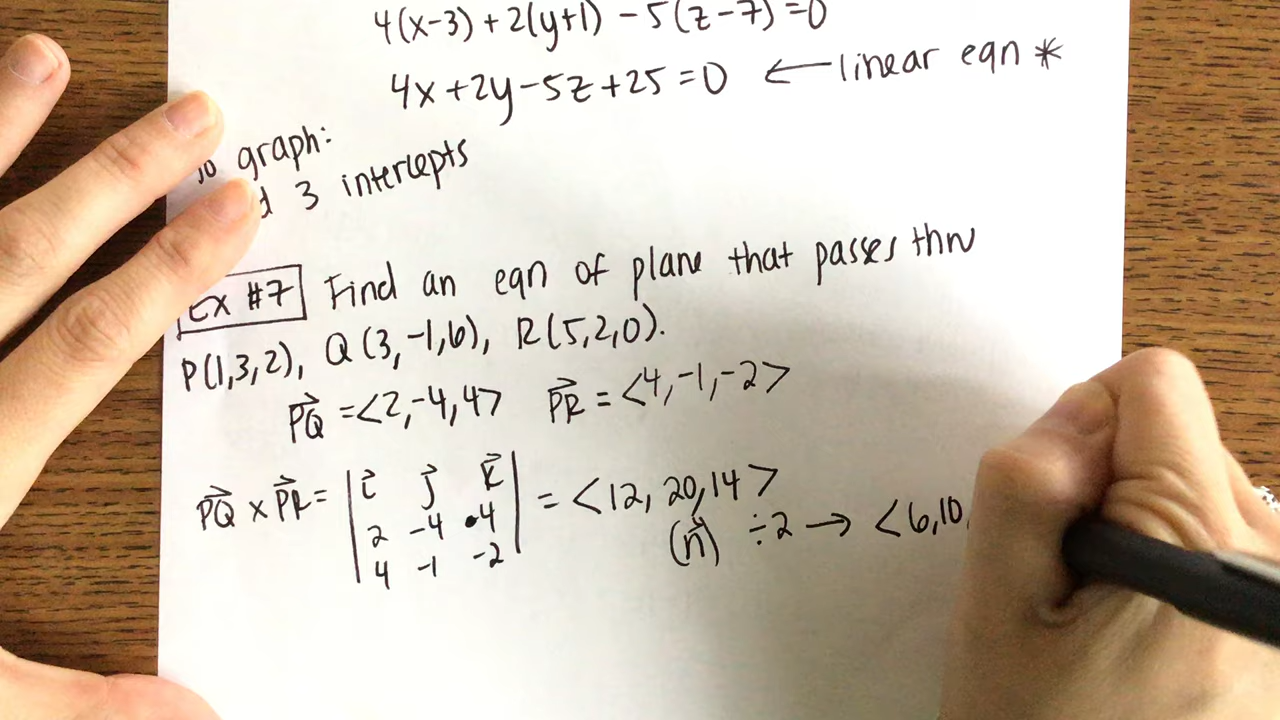 4(x-3) + 2(y+1) - 5(z-7) = 0
4x + 2y - 5z + 25 = 0 ← linear eqn *
graph:
3 intercepts
Ex #7 Find an eqn of plane that passes thru
P(1,3,2), Q(3,-1,6), R(5,2,0).
PQ⃗ = <2,-4,4> PR⃗ = <4,-1,-2>
PQ⃗ × PR⃗ = | i⃗ j⃗ k⃗ | = <12, 20, 14>
2 -4 4 (n⃗) ÷2 → <6,10,
4 -1 -2